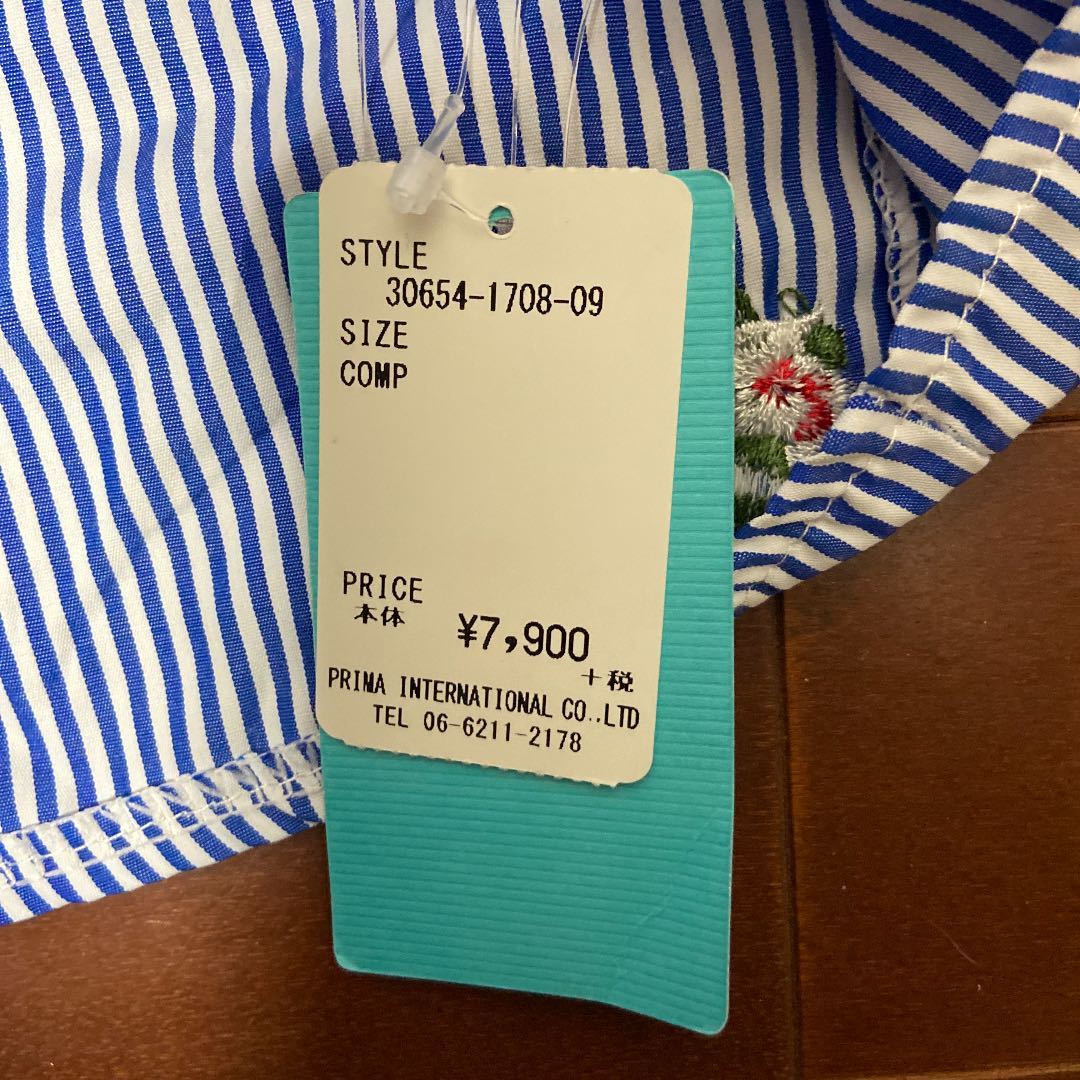 STYLE
30654-1708-09
SIZE
COMP
PRICE
本体 ¥7,900
+税
PRIMA INTERNATIONAL CO.,LTD
TEL 06-6211-2178